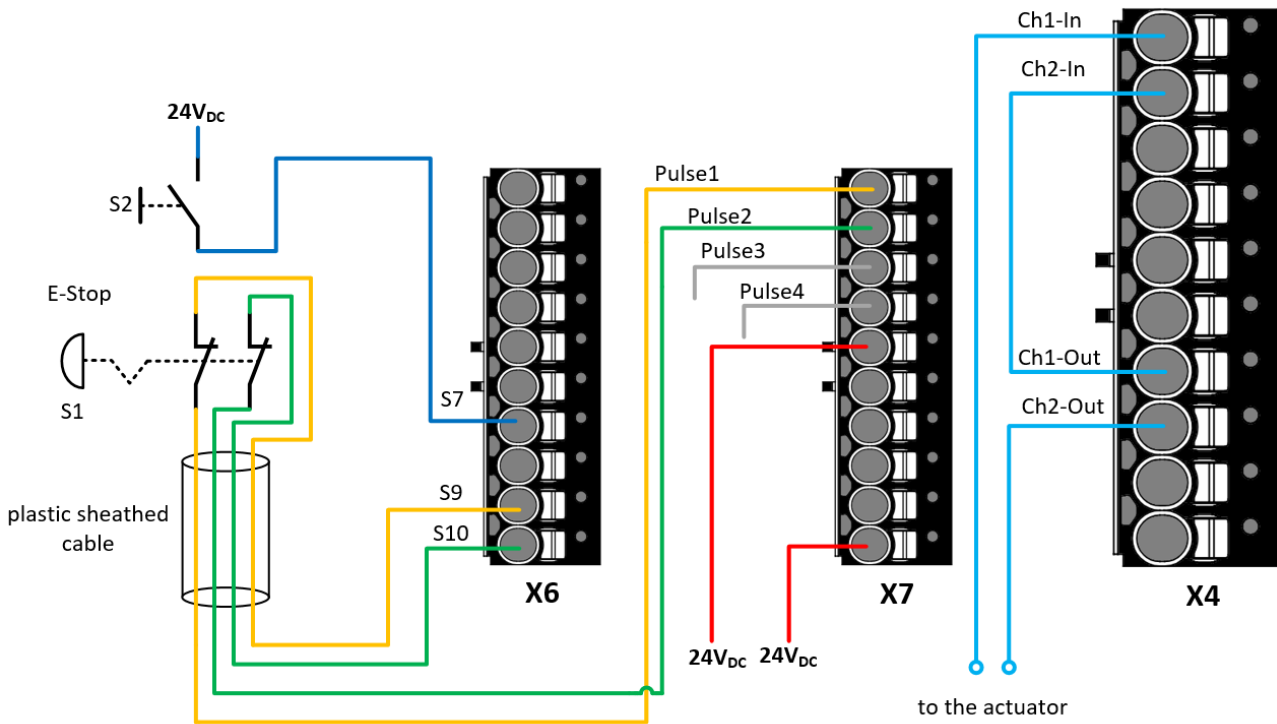 Ch1-In
Ch2-In
24VDC
S2
Pulse1
Pulse2
Pulse3
Pulse4
E-Stop
S1
S7
Ch1-Out
Ch2-Out
S9
S10
plastic sheathed
cable
X6
X7
X4
24VDC
24VDC
to the actuator